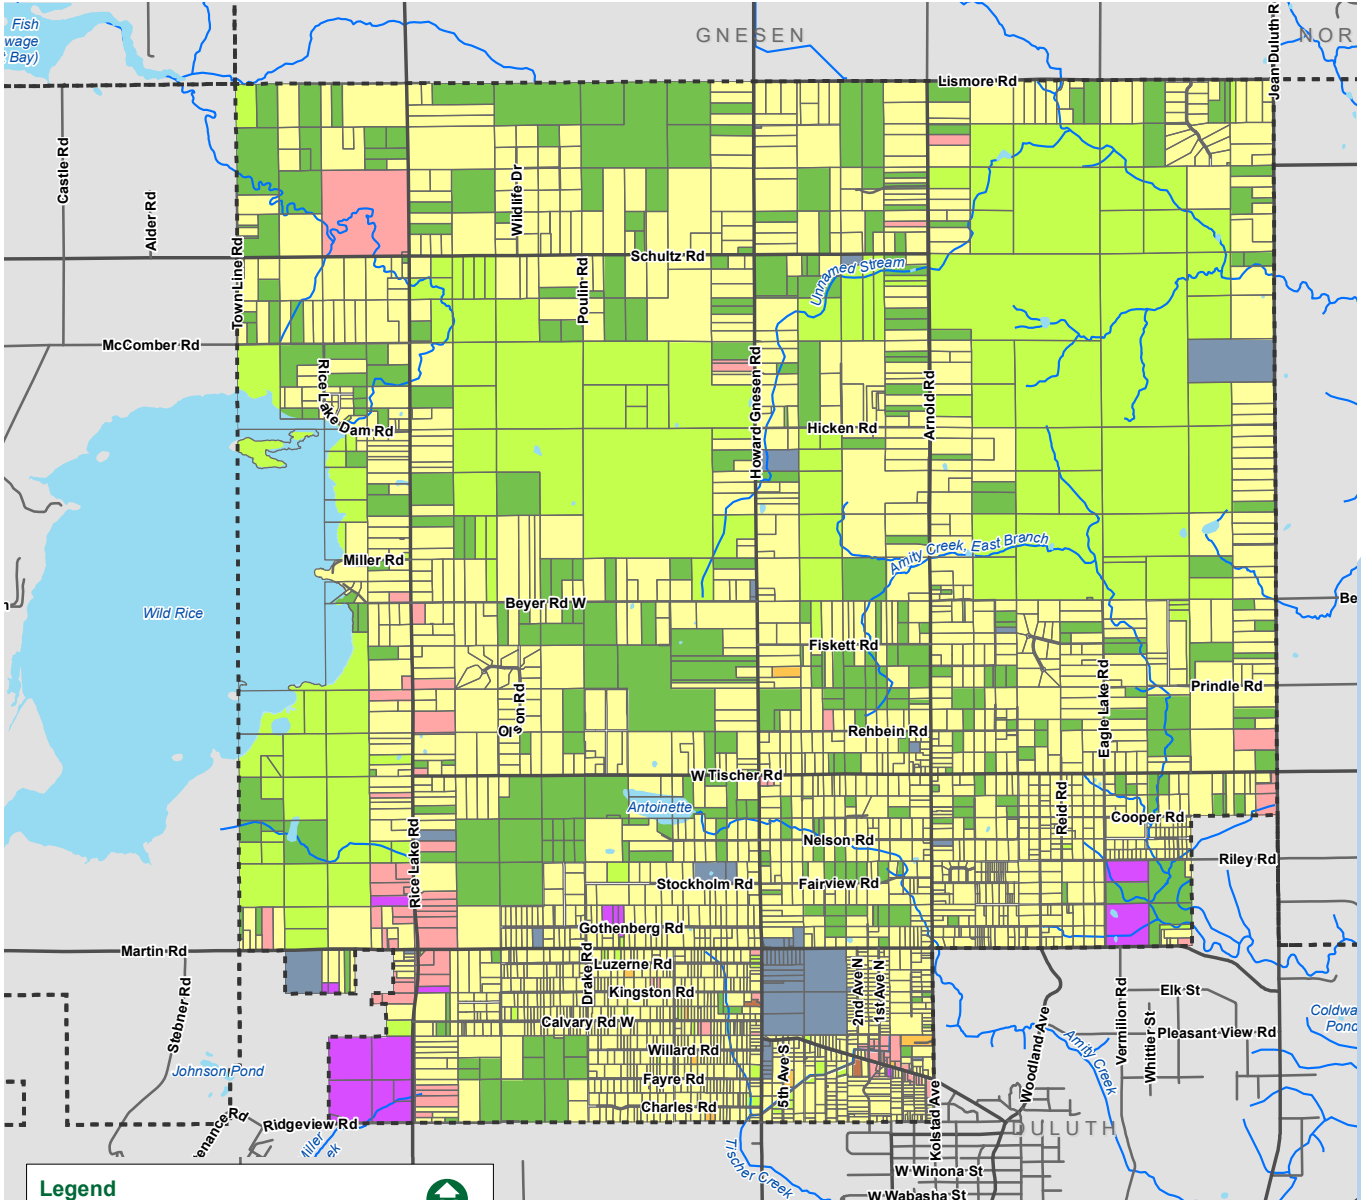 Fish
wage
Bay)
GNESEN
NOR
Jean Duluth R
Lismore Rd
Castle Rd
Alder Rd
Wildlife Dr
Town Line Rd
Schultz Rd
Poulin Rd
Unnamed Stream
McComber Rd
Rice Lake Dam Rd
Howard Gnesen Rd
Arnold Rd
Hicken Rd
Miller Rd
Amity Creek, East Branch
Beyer Rd W
Be
Wild Rice
Fiskett Rd
Eagle Lake Rd
Prindle Rd
Olson Rd
Rehbein Rd
W Tischer Rd
Antoinette
Reid Rd
Cooper Rd
Rice Lake Rd
Nelson Rd
Riley Rd
Stockholm Rd
Fairview Rd
Gothenberg Rd
Martin Rd
Drake Rd
Luzerne Rd
Kingston Rd
2nd Ave N
1st Ave N
Elk St
Stebner Rd
Calvary Rd W
Vermilion Rd
Whittier St
Pleasant View Rd
Coldwa
Pond
Willard Rd
Woodland Ave
Amity Creek
Johnson Pond
Fayre Rd
5th Ave S
Charles Rd
Kolstad Ave
enance Rd
Ridgeview Rd
DULUTH
Miller
ek
Tischer Creek
W Winona St
W Wabasha St
Legend